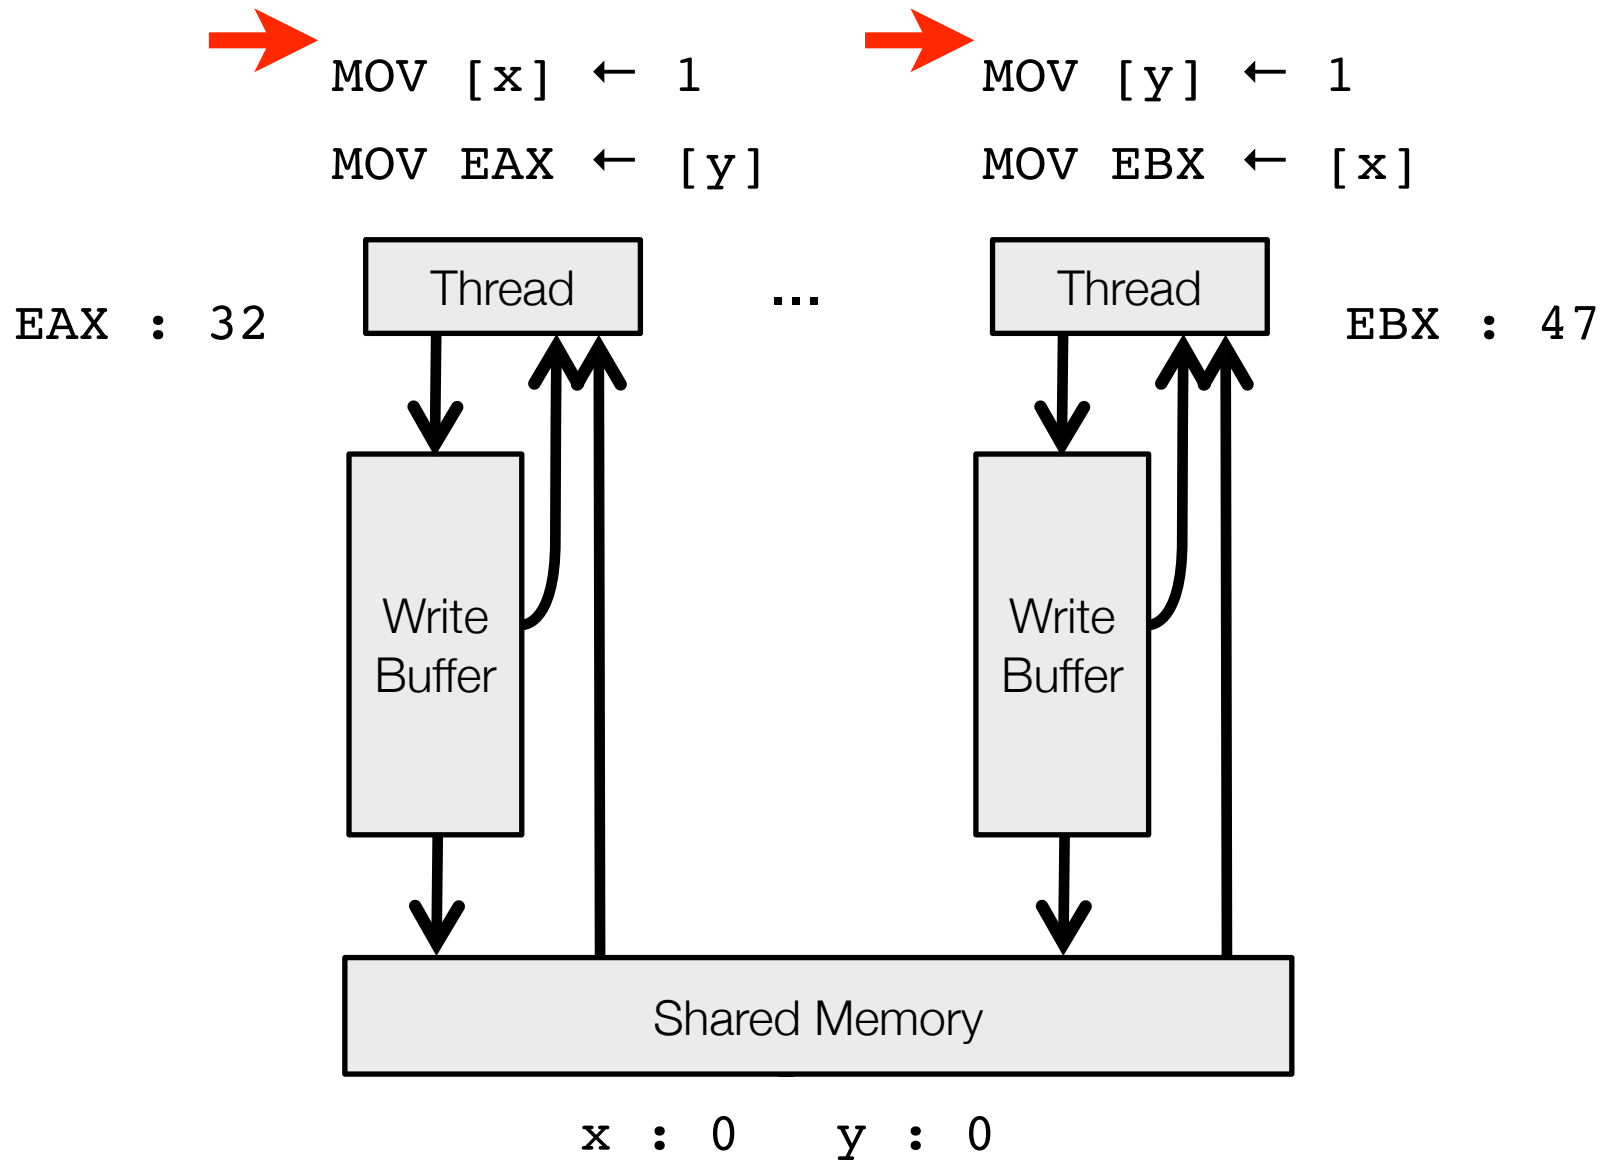 MOV [x] ← 1
MOV EAX ← [y]
MOV [y] ← 1
MOV EBX ← [x]
Thread
...
Thread
EAX : 32
EBX : 47
Write
Buffer
Write
Buffer
Shared Memory
x : 0 y : 0